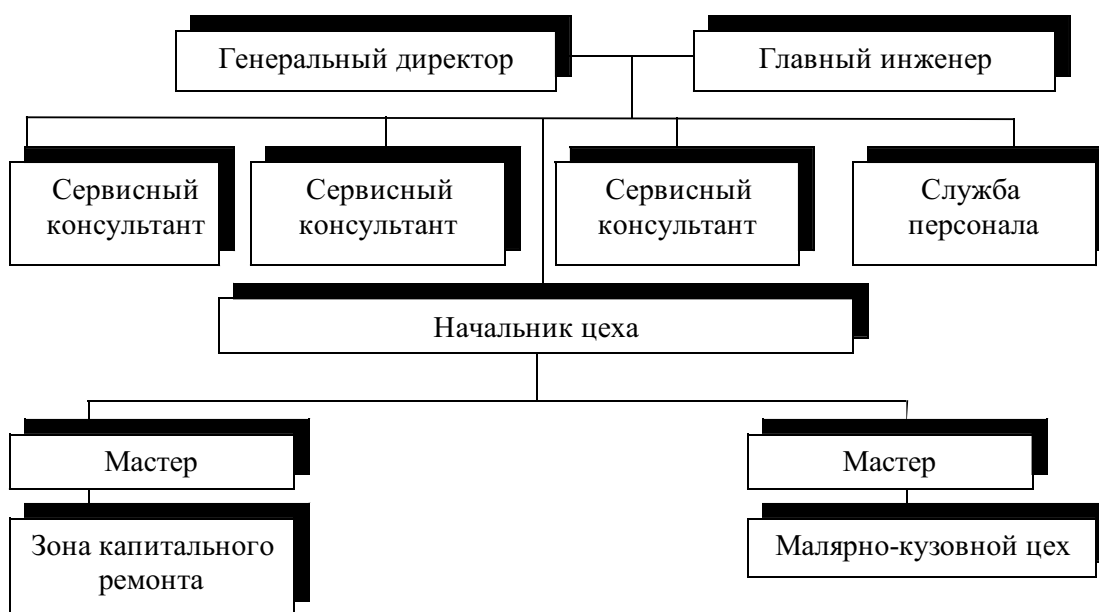 Генеральный директор
Главный инженер
Сервисный
консультант
Сервисный
консультант
Сервисный
консультант
Служба
персонала
Начальник цеха
Мастер
Мастер
Зона капитального
ремонта
Малярно-кузовной цех